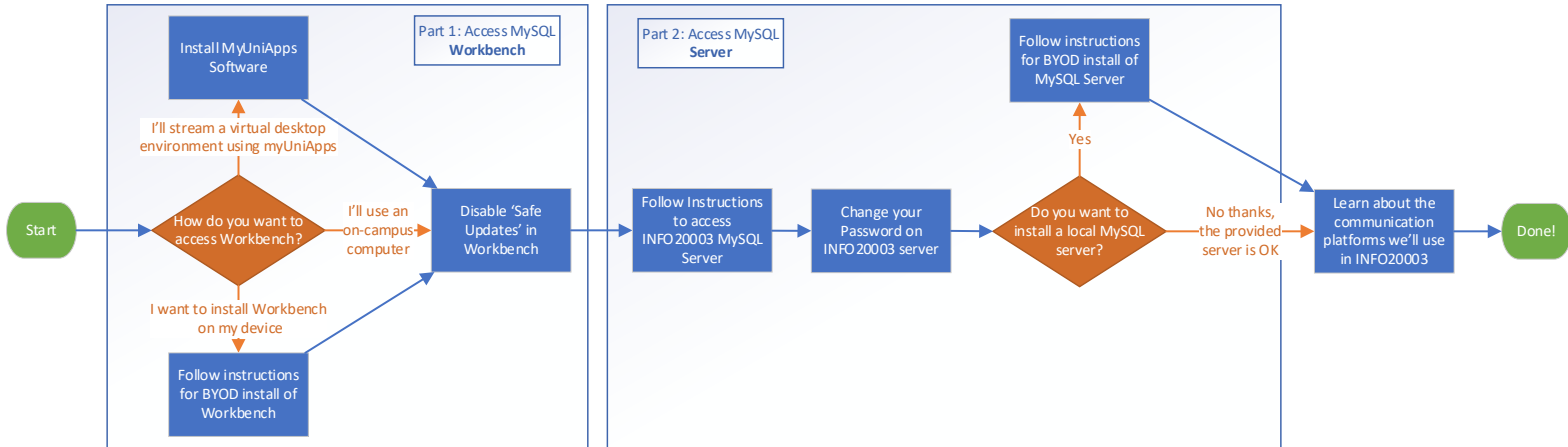 Start
Part 1: Access MySQL
Workbench
Install MyUniApps
Software
I'll stream a virtual desktop
environment using myUniApps
How do you want to
access Workbench?
I'll use an
on-campus
computer
I want to install Workbench
on my device
Follow instructions
for BYOD install of
Workbench
Disable ‘Safe
Updates’ in
Workbench
Part 2: Access MySQL
Server
Follow Instructions
to access
INFO20003 MySQL
Server
Change your
Password on
INFO20003 server
Do you want to
install a local MySQL
server?
Yes
Follow instructions
for BYOD install of
MySQL Server
No thanks,
the provided
server is OK
Learn about the
communication
platforms we'll use
in INFO20003
Done!